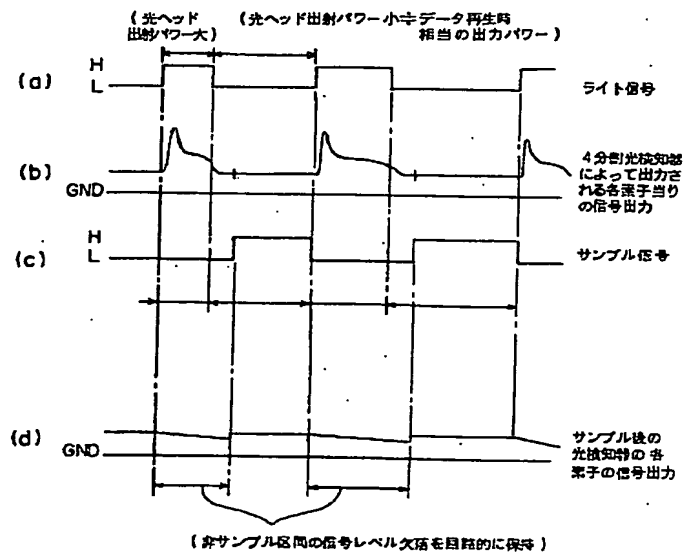 (光ヘッド
出射パワー大)
(光ヘッド出射パワー小≒データ再生時
相当の出力パワー)
(a)
H
L
ライト信号
(b)
GND
4分割光検知器
によって出力さ
れる各素子当り
の信号出力
(c)
H
L
サンプル信号
(d)
GND
サンプル後の
光検知器の各
素子の信号出力
(非サンプル区間の信号レベル欠落を回路的に保持)